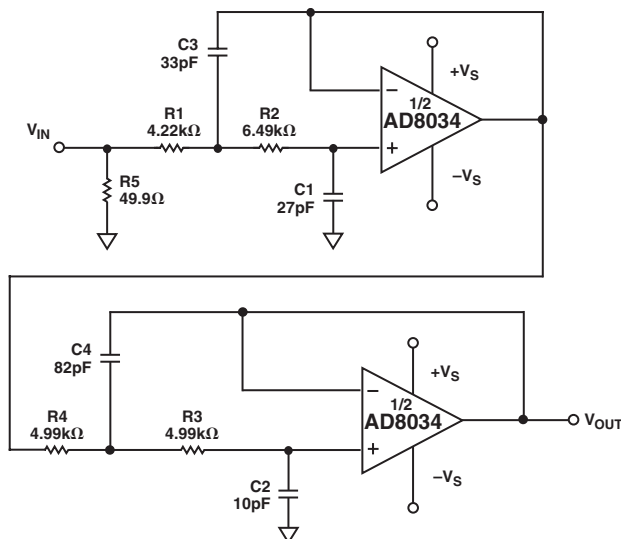 C3
33pF
+VS
1/2
AD8034
−
+
−VS
VIN
R1
4.22kΩ
R2
6.49kΩ
R5
49.9Ω
C1
27pF
C4
82pF
+VS
1/2
AD8034
−
+
−VS
VOUT
R4
4.99kΩ
R3
4.99kΩ
C2
10pF